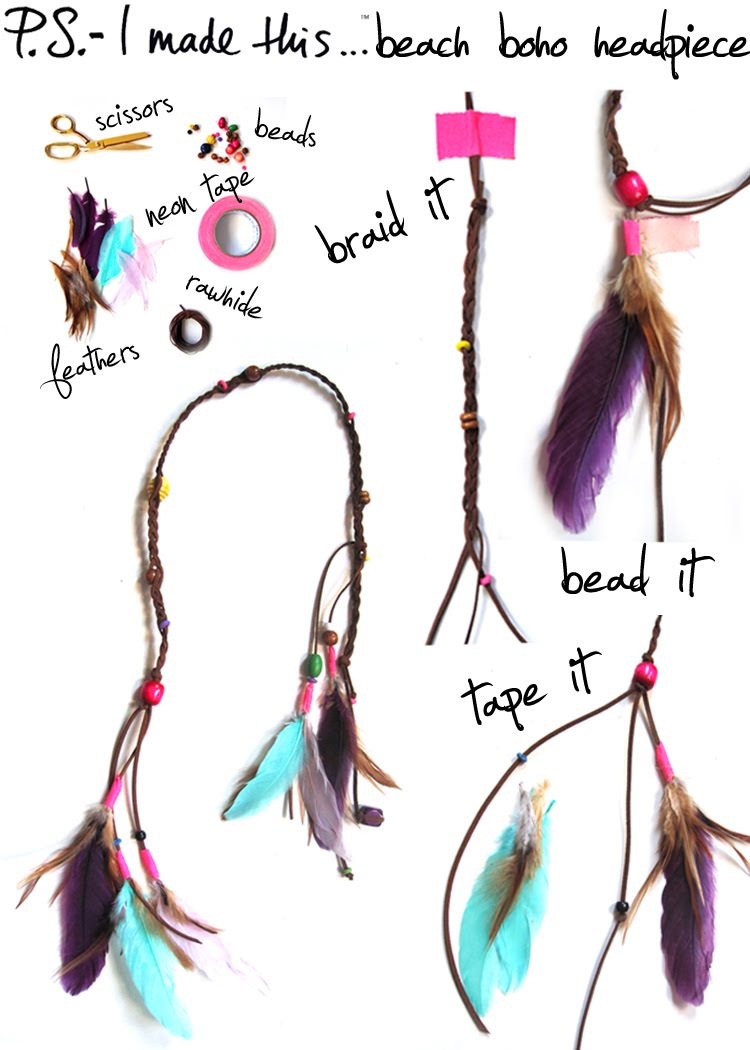 P.S.- I made this...™ beach boho headpiece
scissors
beads
neon tape
rawhide
feathers
braid it
bead it
tape it